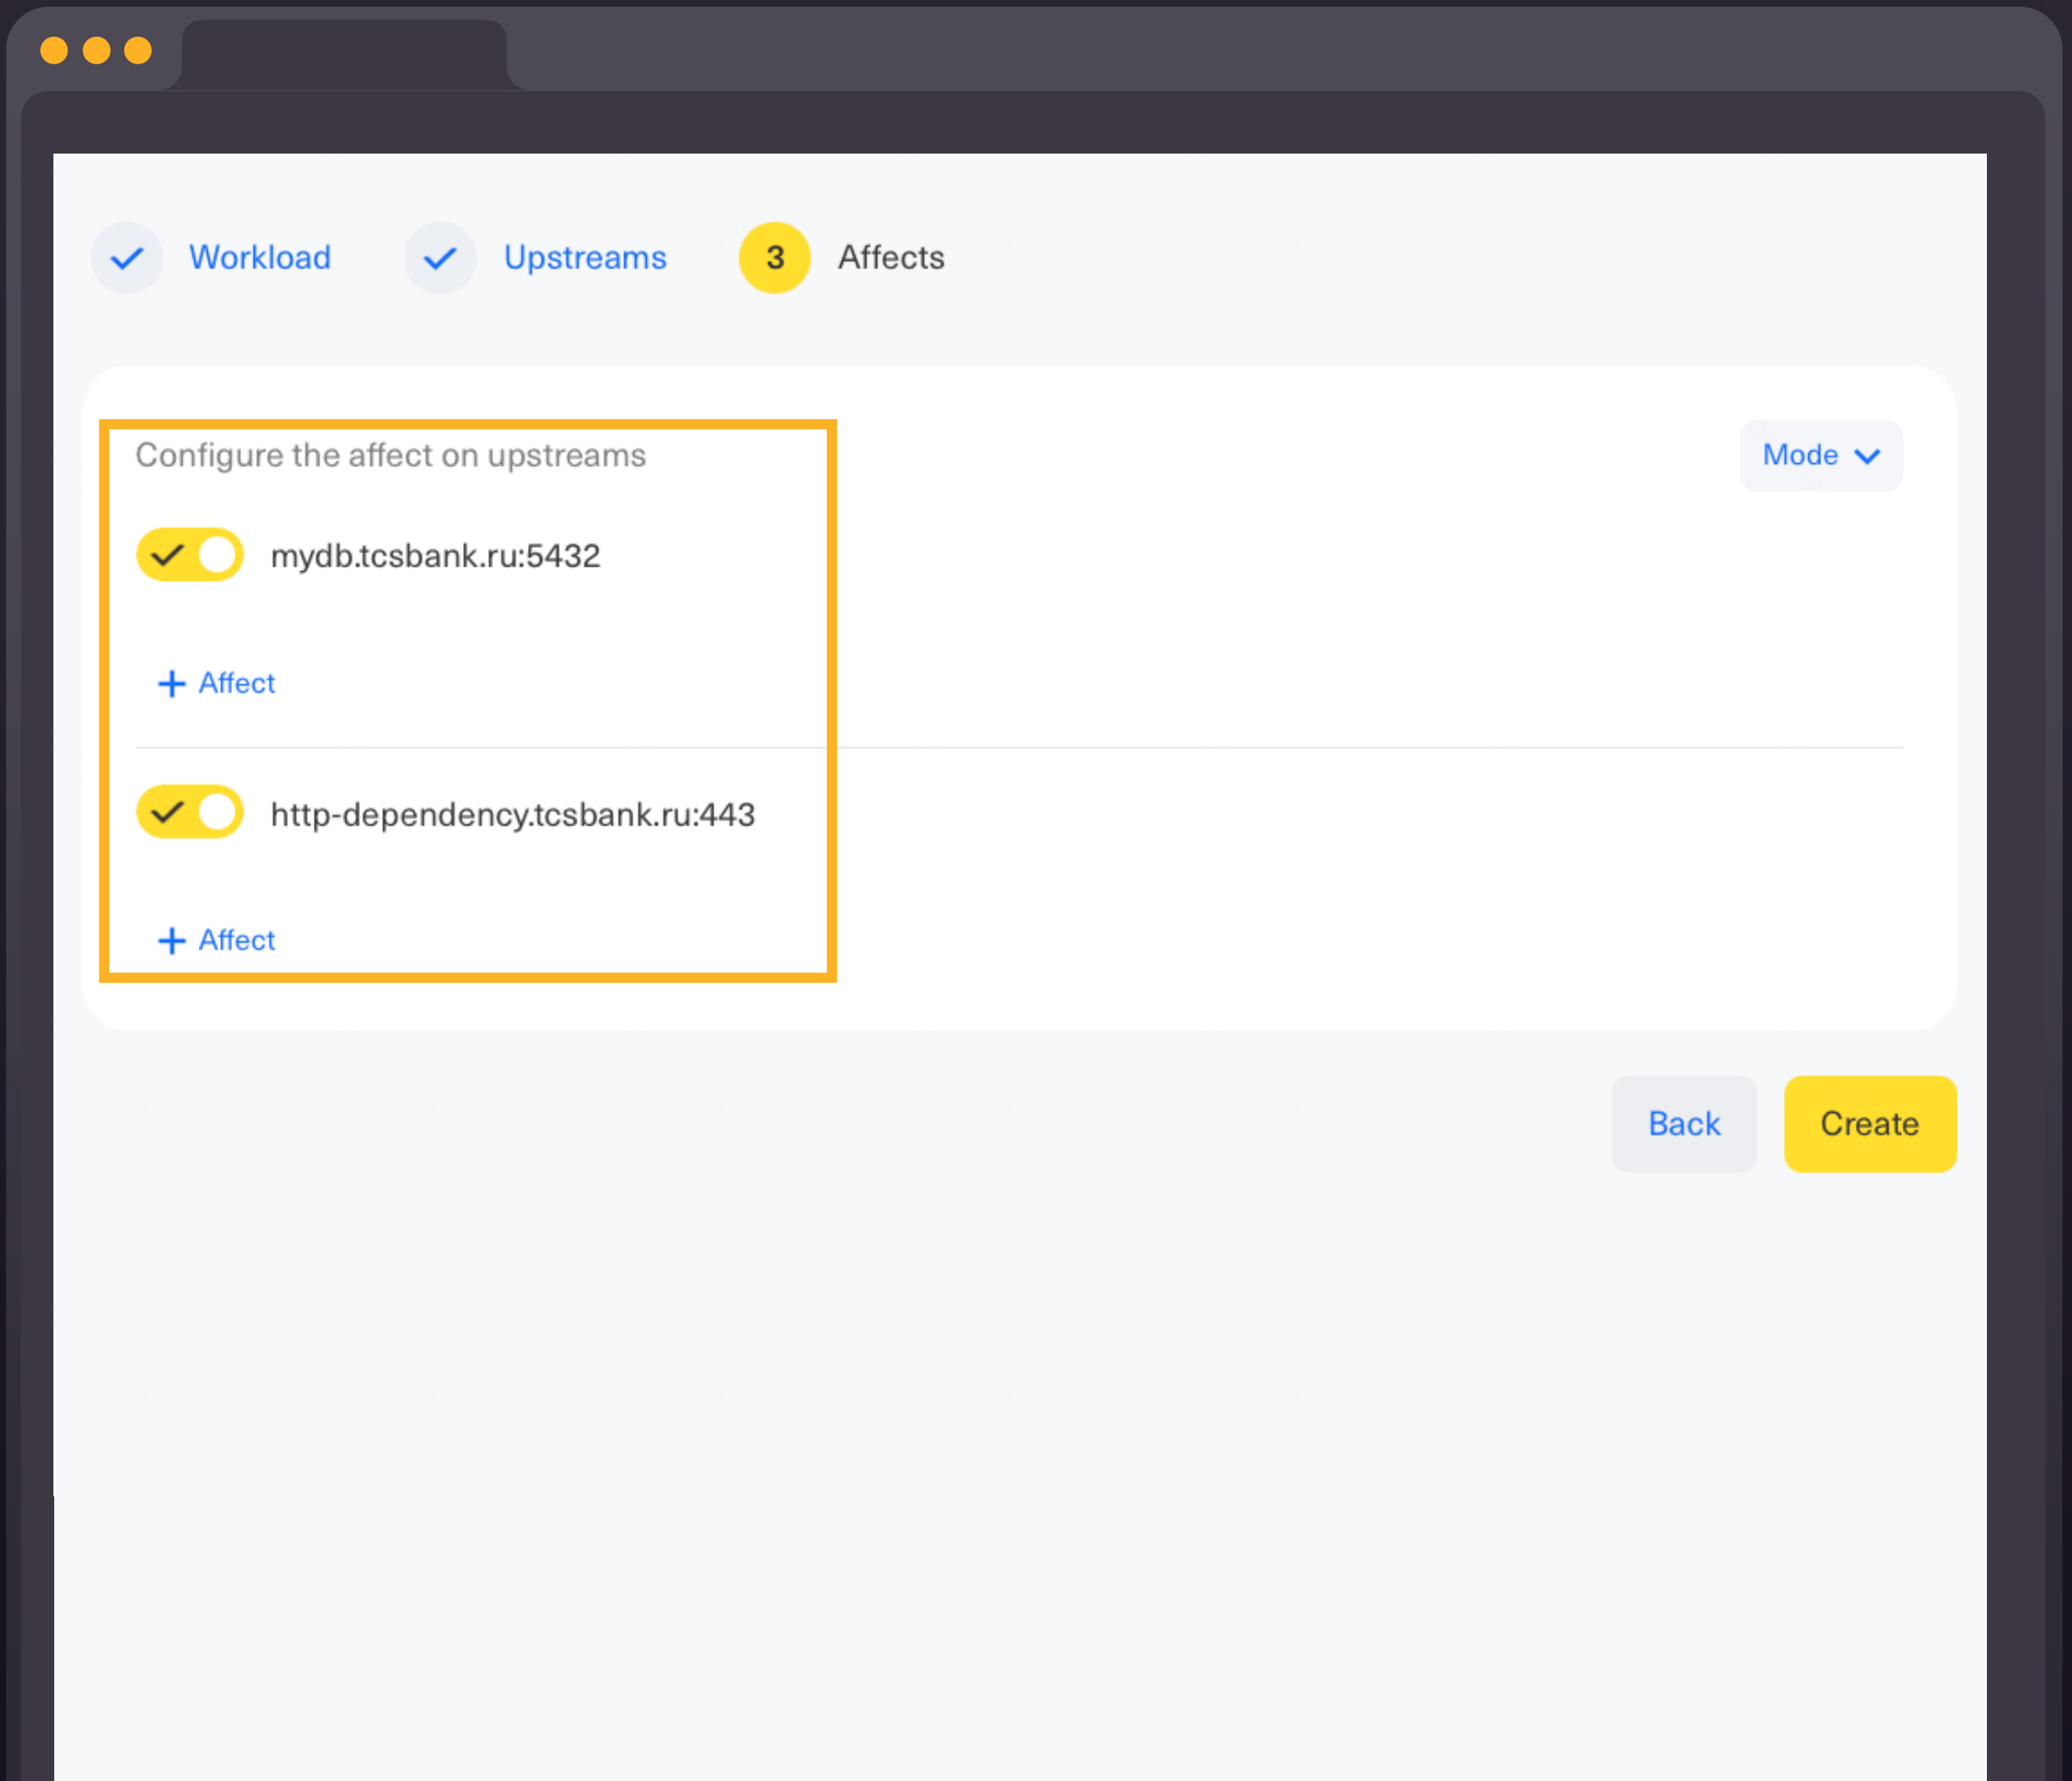 Workload Upstreams 3 Affects
Configure the affect on upstreams Mode
mydb.tcsbank.ru:5432
+ Affect
http-dependency.tcsbank.ru:443
+ Affect
Back Create